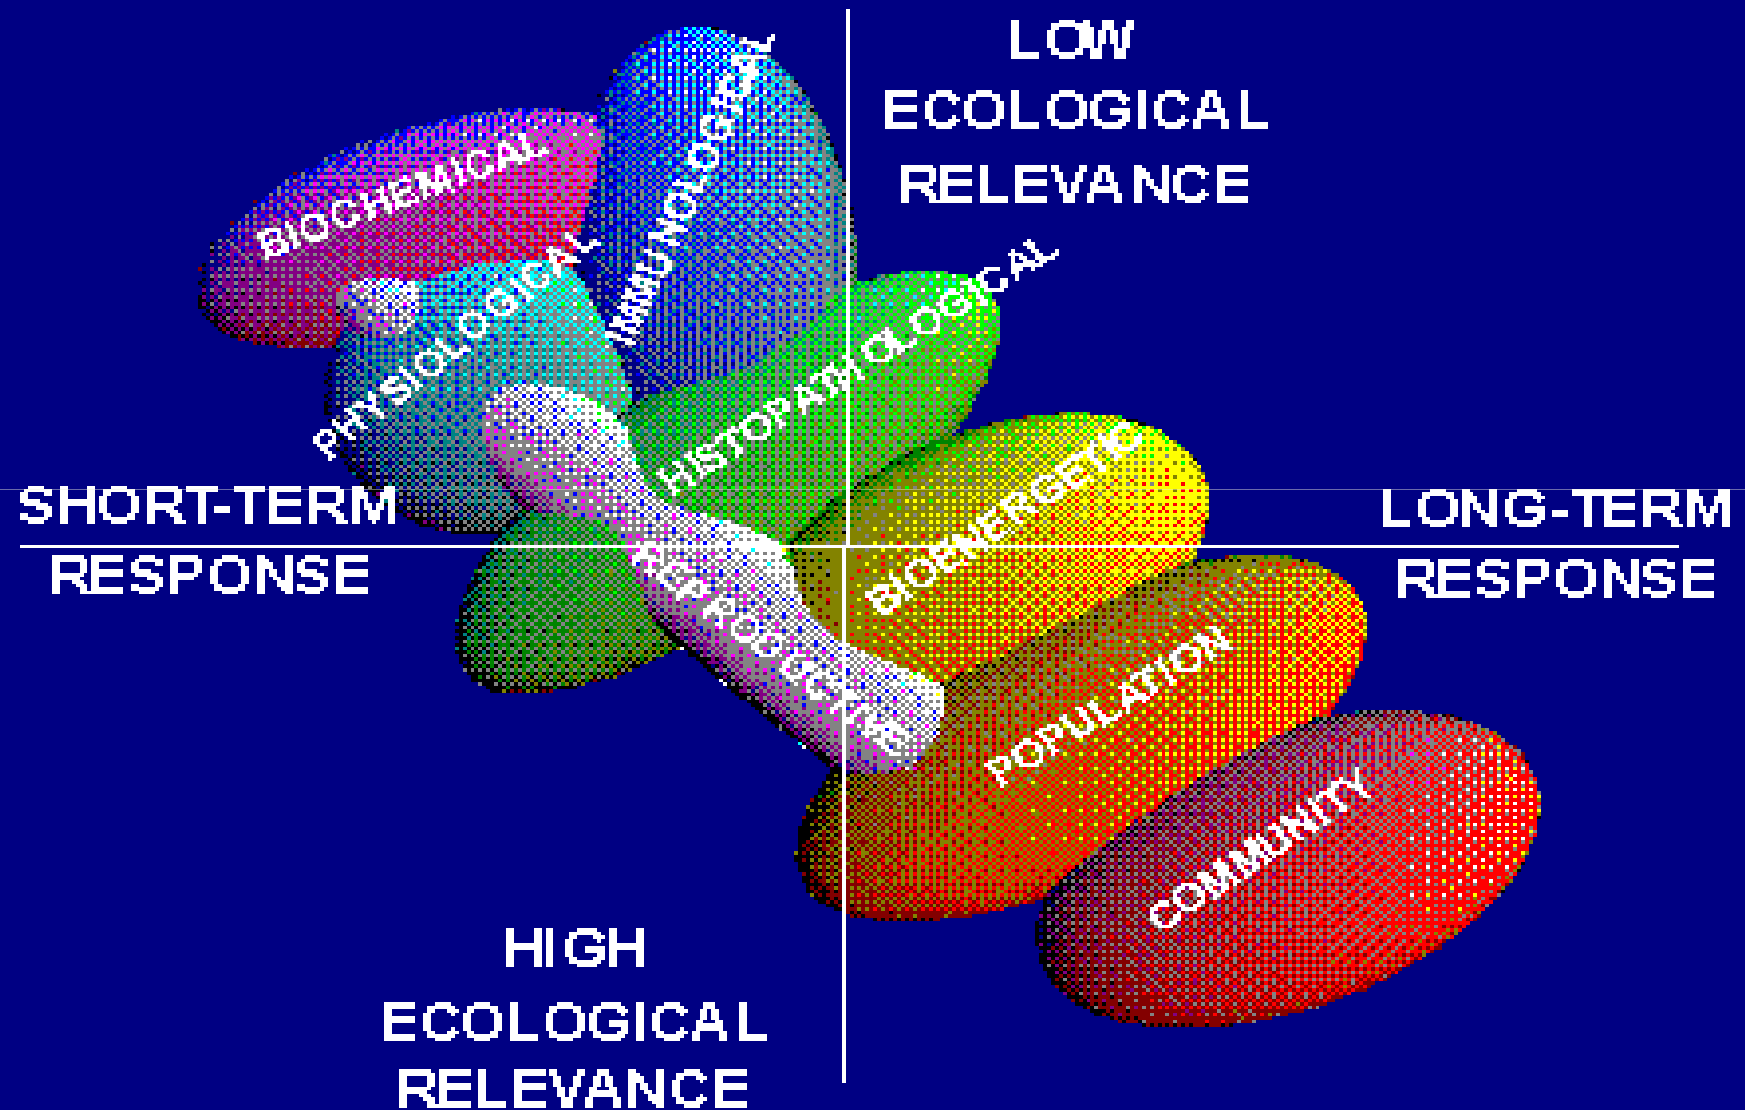 LOW
ECOLOGICAL
RELEVANCE
IMMUNOLOGICAL
BIOCHEMICAL
PHYSIOLOGICAL
HISTOPATHOLOGICAL
BIOENERGETIC
SHORT-TERM
RESPONSE
LONG-TERM
RESPONSE
POPULATION
COMMUNITY
HIGH
ECOLOGICAL
RELEVANCE